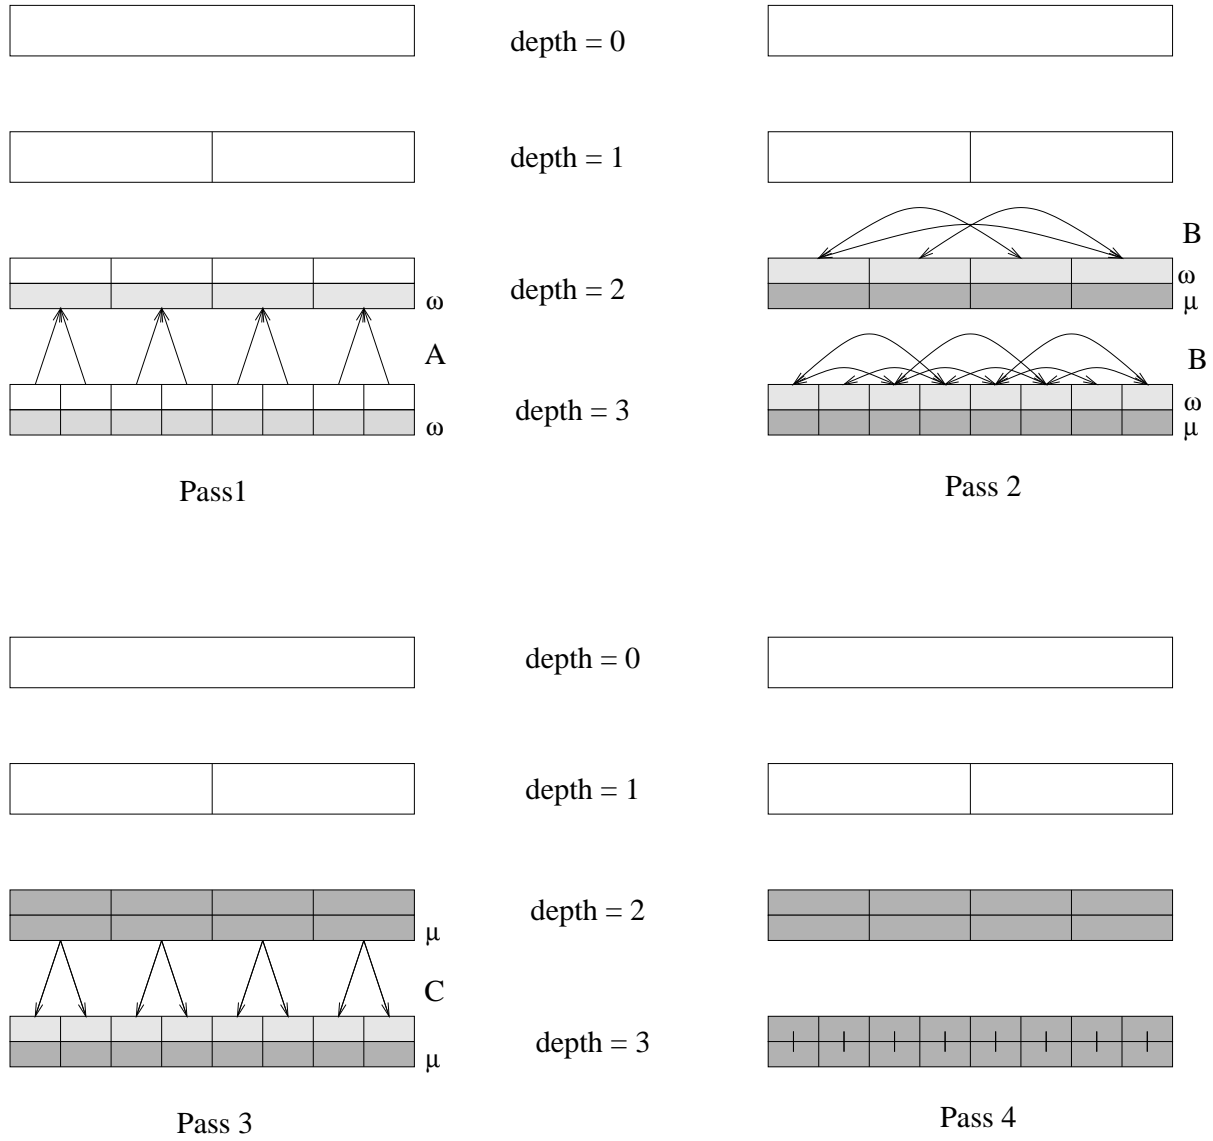 depth = 0
depth = 1
B
ω
μ
depth = 2
ω
A
B
ω
μ
depth = 3
ω
Pass1
Pass 2
depth = 0
depth = 1
depth = 2
μ
C
depth = 3
μ
Pass 3
Pass 4